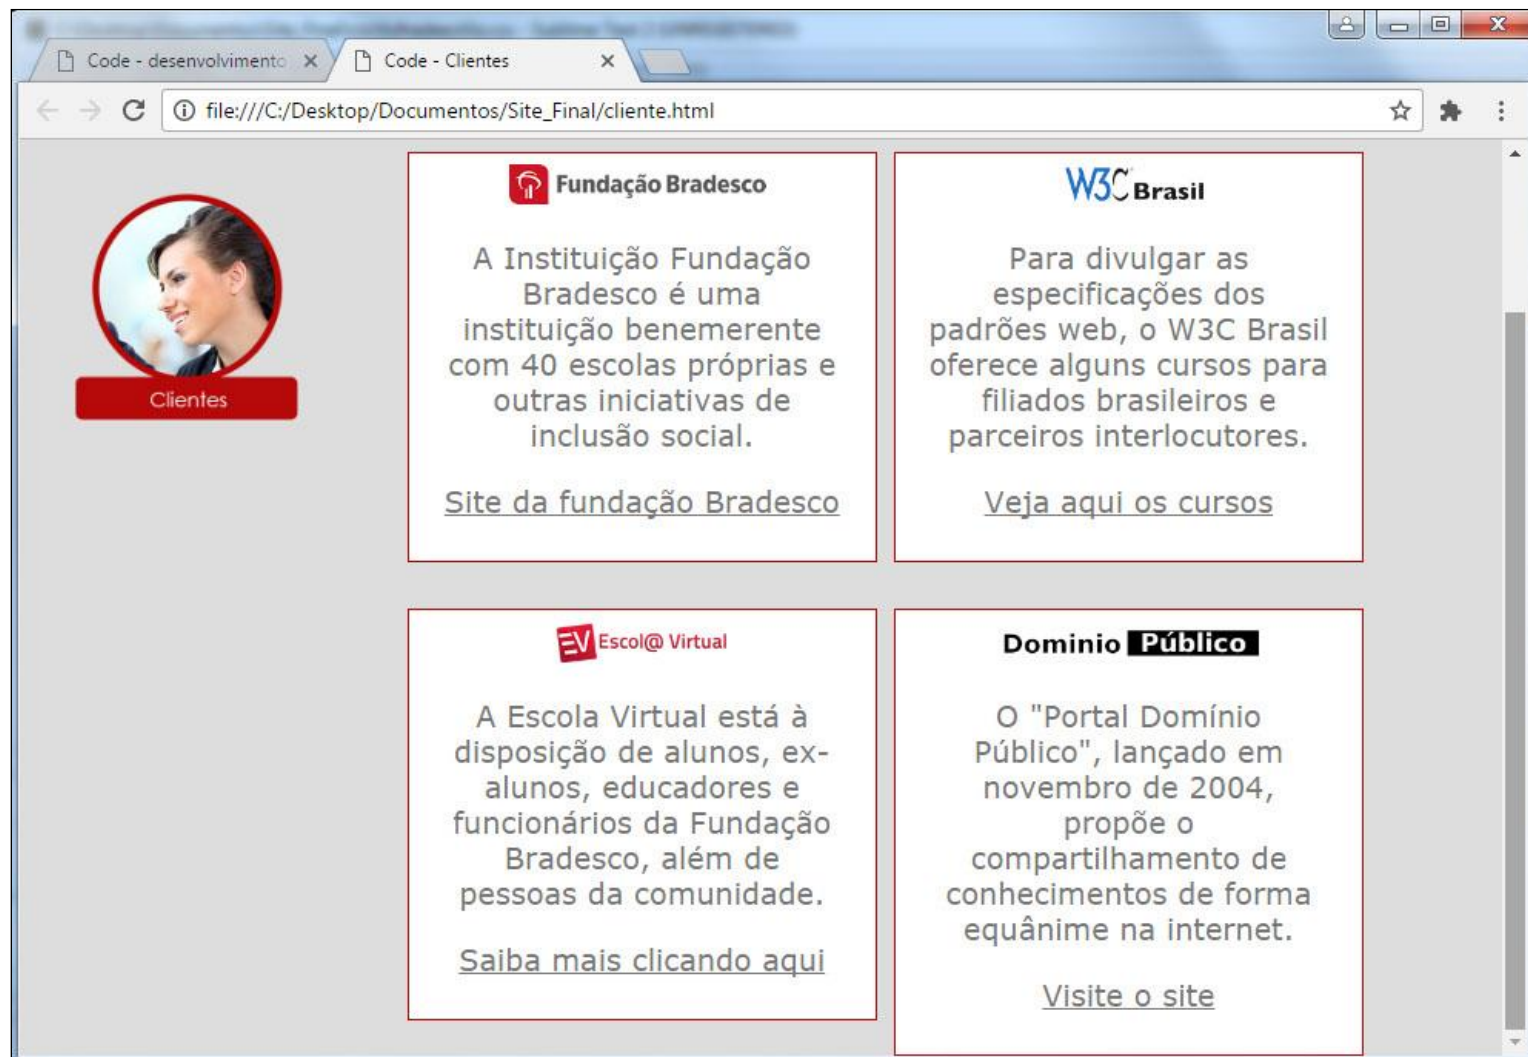 Code - desenvolvimento
Code - Clientes
file:///C:/Desktop/Documentos/Site_Final/cliente.html
Clientes
Fundação Bradesco
A Instituição Fundação
Bradesco é uma
instituição benemerente
com 40 escolas próprias e
outras iniciativas de
inclusão social.
Site da fundação Bradesco
W3C Brasil
Para divulgar as
especificações dos
padrões web, o W3C Brasil
oferece alguns cursos para
filiados brasileiros e
parceiros interlocutores.
Veja aqui os cursos
EV Escol@ Virtual
A Escola Virtual está à
disposição de alunos, ex-
alunos, educadores e
funcionários da Fundação
Bradesco, além de
pessoas da comunidade.
Saiba mais clicando aqui
Dominio Público
O "Portal Domínio
Público", lançado em
novembro de 2004,
propõe o
compartilhamento de
conhecimentos de forma
equânime na internet.
Visite o site